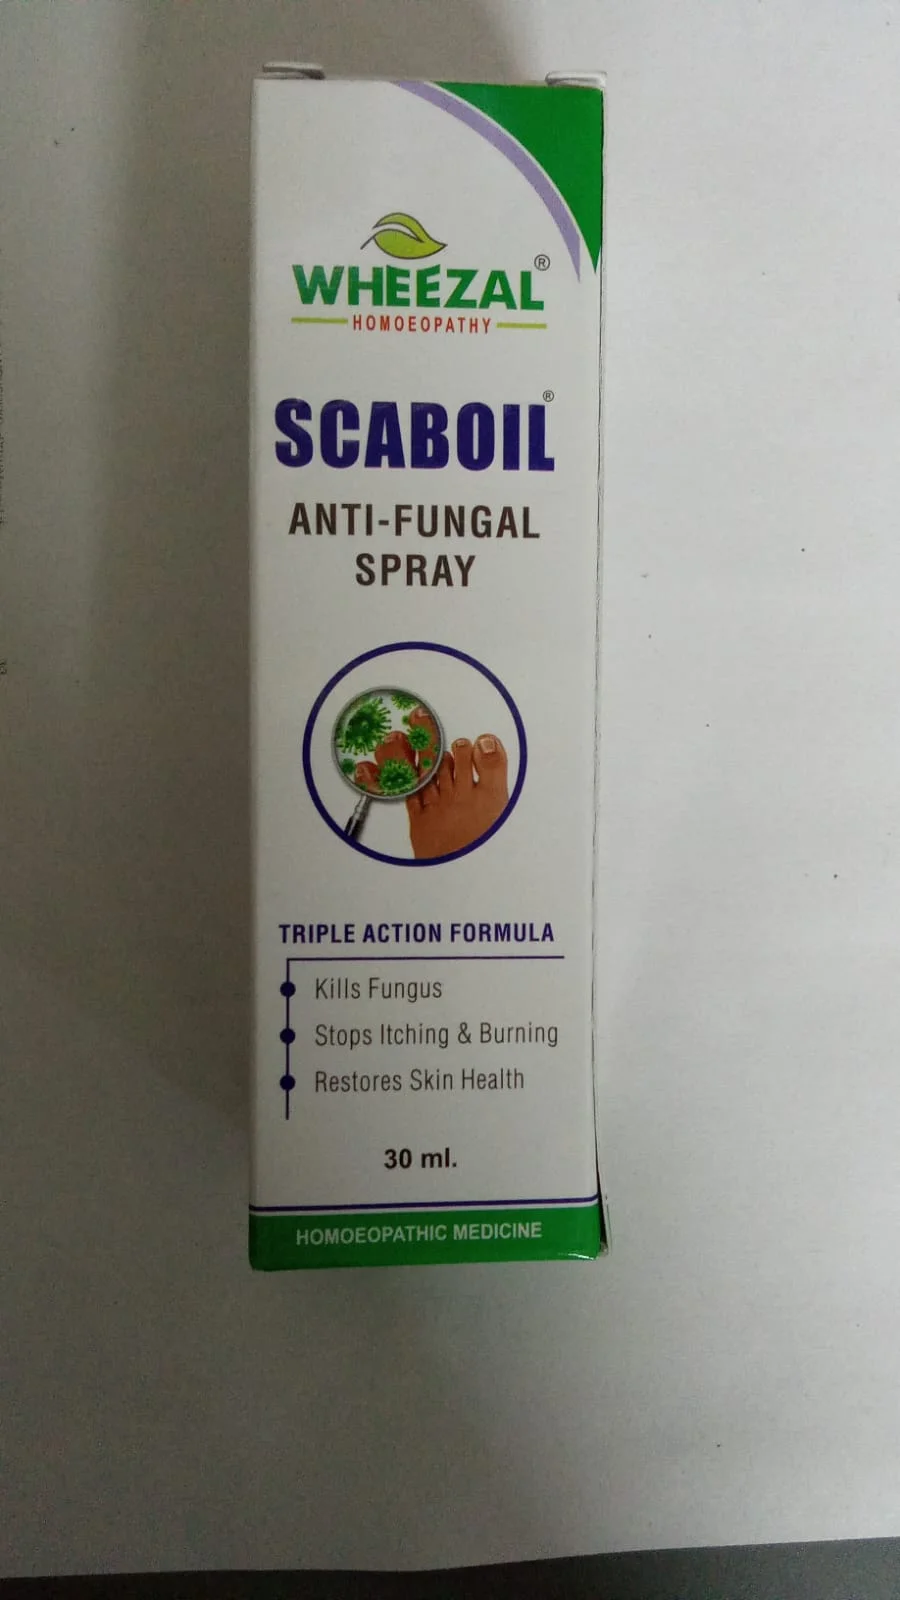 WHEEZAL®
HOMOEOPATHY
SCABOIL®
ANTI-FUNGAL
SPRAY
TRIPLE ACTION FORMULA
Kills Fungus
Stops Itching & Burning
Restores Skin Health
30 ml.
HOMOEOPATHIC MEDICINE